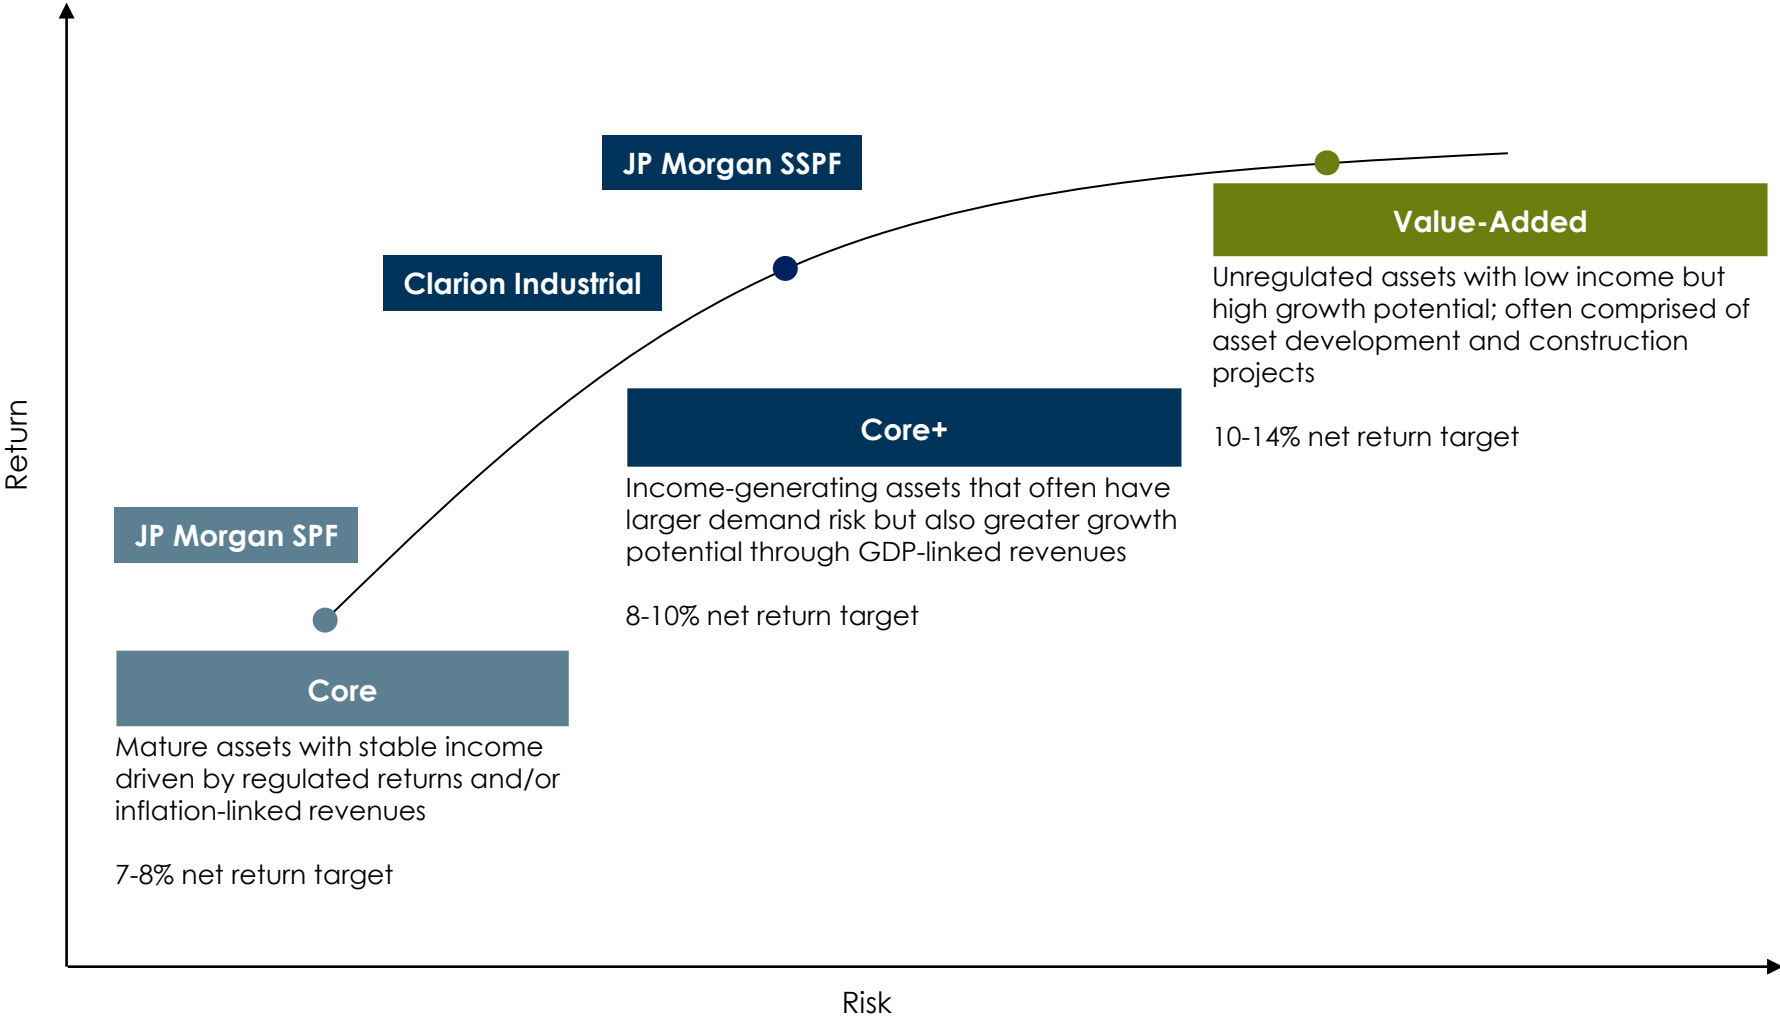 JP Morgan SSPF
Value-Added
Unregulated assets with low income but
high growth potential; often comprised of
asset development and construction
projects
10-14% net return target
Clarion Industrial
Core+
Income-generating assets that often have
larger demand risk but also greater growth
potential through GDP-linked revenues
8-10% net return target
Return
JP Morgan SPF
Core
Mature assets with stable income
driven by regulated returns and/or
inflation-linked revenues
7-8% net return target
Risk